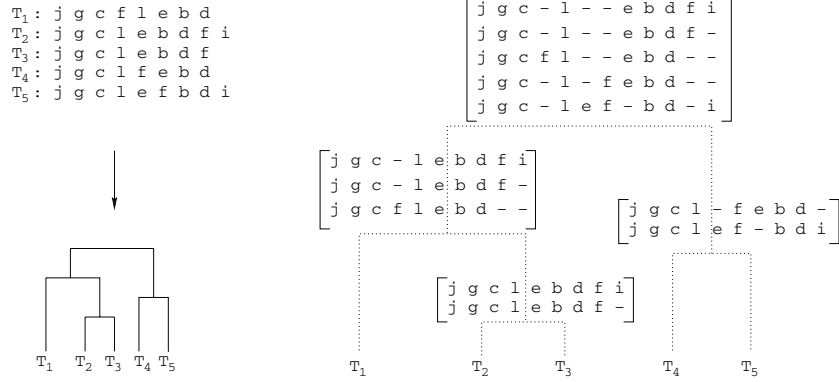 T1: j g c f l e b d
T2: j g c l e b d f i
T3: j g c l e b d f
T4: j g c l f e b d
T5: j g c l e f b d i
j g c - l - - e b d f i
j g c - l - - e b d f -
j g c f l - - e b d - -
j g c - l - f e b d - -
j g c - l e f - b d - i
j g c - l e b d f i
j g c - l e b d f -
j g c f l e b d - -
j g c l - f e b d -
j g c l e f - b d i
j g c l e b d f i
j g c l e b d f -
T1 T2 T3 T4 T5
T1 T2 T3 T4 T5